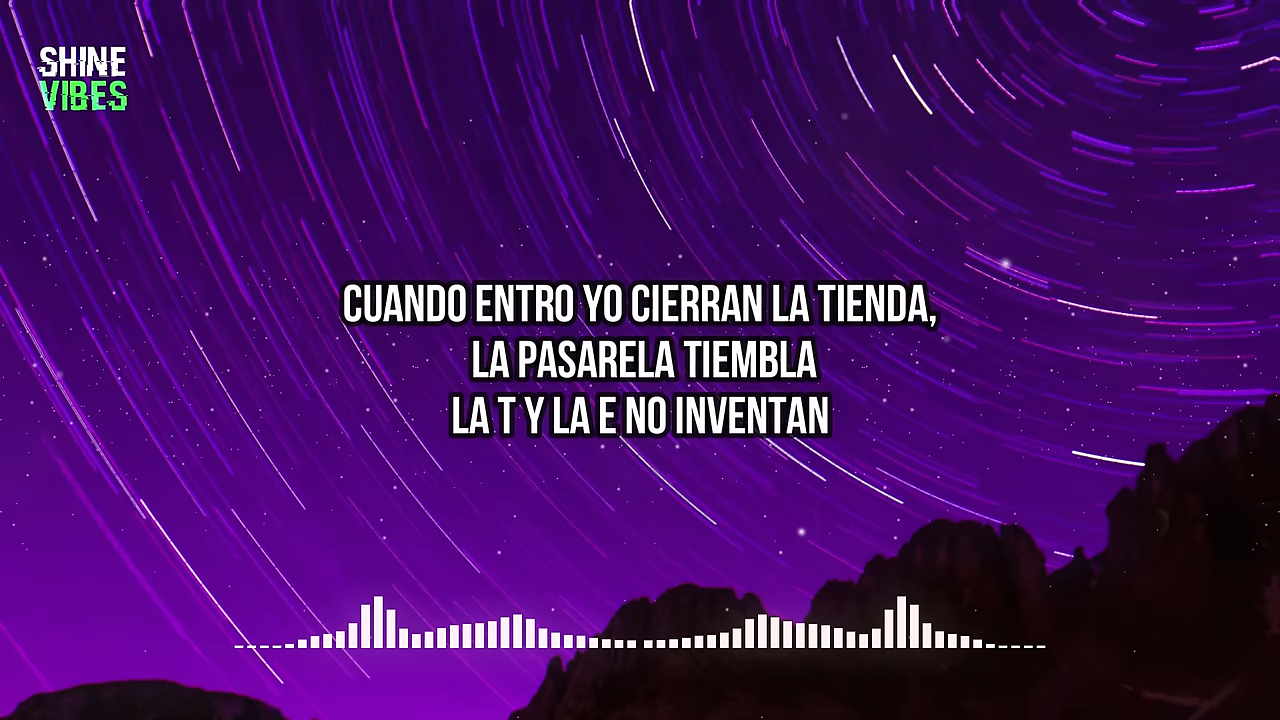 SHINE
VIBES
CUANDO ENTRO YO CIERRAN LA TIENDA,
LA PASARELA TIEMBLA
LA T Y LA E NO INVENTAN